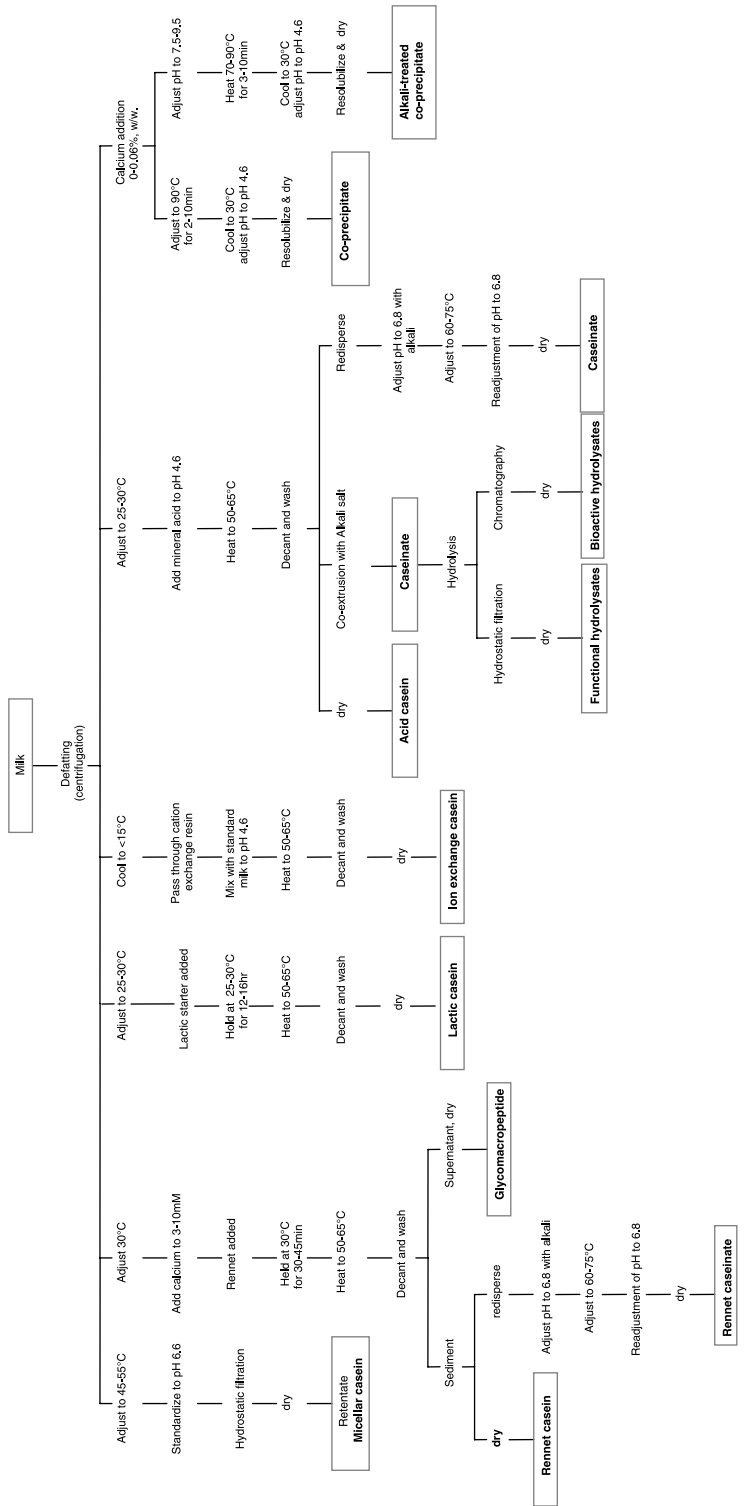 Milk
Defatting
(centrifugation)
Adjust to 45-55°C
Standardize to pH 6.6
Hydrostatic filtration
dry
Retentate
Micellar casein
Adjust 30°C
Add calcium to 3-10mM
Rennet added
Held at 30°C
for 30-45min
Heat to 50-65°C
Decant and wash
Sediment
dry
Rennet casein
redisperse
Adjust pH to 6.8 with alkali
Adjust to 60-75°C
Readjustment of pH to 6.8
dry
Rennet caseinate
Supernatant, dry
Glycomacropeptide
Adjust to 25-30°C
Lactic starter added
Hold at 25-30°C
for 12-16hr
Heat to 50-65°C
Decant and wash
dry
Lactic casein
Cool to <15°C
Pass through cation
exchange resin
Mix with standard
milk to pH 4.6
Heat to 50-65°C
Decant and wash
dry
Ion exchange casein
Adjust to 25-30°C
Add mineral acid to pH 4.6
Heat to 50-65°C
Decant and wash
dry
Acid casein
Co-extrusion with Alkali salt
Caseinate
Hydrolysis
Hydrostatic filtration
dry
Functional hydrolysates
Chromatography
dry
Bioactive hydrolysates
Redisperse
Adjust pH to 6.8 with
alkali
Adjust to 60-75°C
Readjustment of pH to 6.8
dry
Caseinate
Calcium addition
0-0.06%, w/w.
Adjust to 90°C
for 2-10min
Cool to 30°C
adjust pH to pH 4.6
Resolubilize & dry
Co-precipitate
Adjust pH to 7.5-9.5
Heat 70-90°C
for 3-10min
Cool to 30°C
adjust pH to pH 4.6
Resolubilize & dry
Alkali-treated
co-precipitate